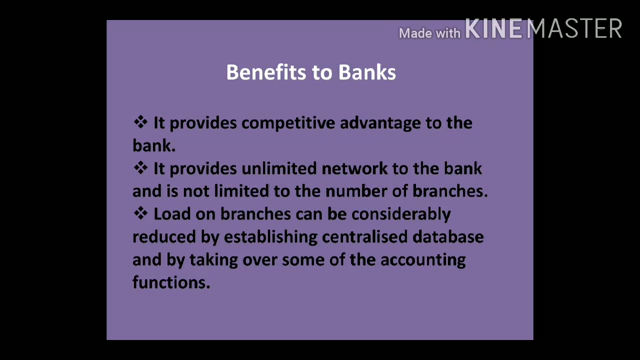 Made with KINEMASTER
Benefits to Banks
❖ It provides competitive advantage to the
bank.
❖ It provides unlimited network to the bank
and is not limited to the number of branches.
❖ Load on branches can be considerably
reduced by establishing centralised database
and by taking over some of the accounting
functions.